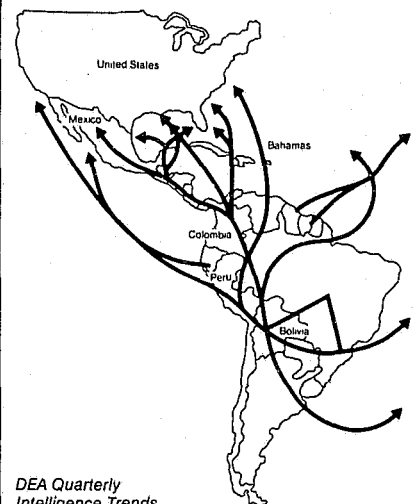 United States
Mexico
Bahamas
Colombia
Peru
Bolivia
DEA Quarterly
Intelligence Trends